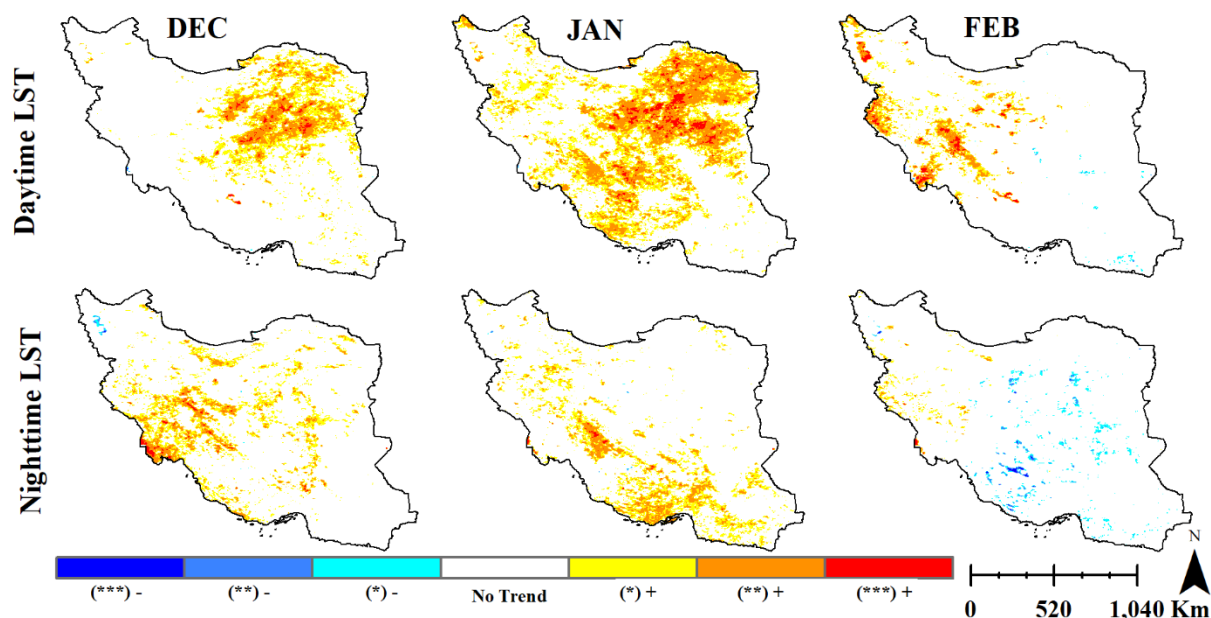 DEC
JAN
FEB
Daytime LST
Nighttime LST
N
(***) -
(**) -
(*) -
No Trend
(*) +
(**) +
(***) +
0
520
1,040 Km